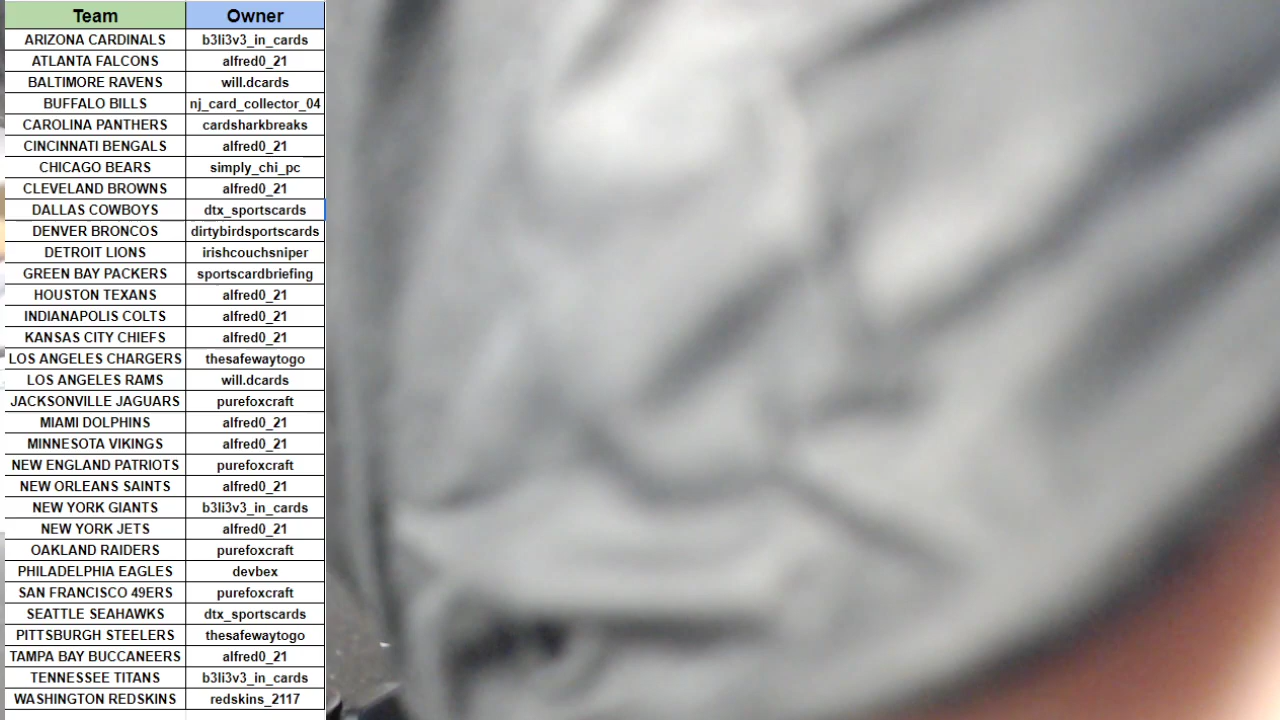 Team Owner
ARIZONA CARDINALS b3li3v3_in_cards
ATLANTA FALCONS alfred0_21
BALTIMORE RAVENS will.dcards
BUFFALO BILLS nj_card_collector_04
CAROLINA PANTHERS cardsharkbreaks
CINCINNATI BENGALS alfred0_21
CHICAGO BEARS simply_chi_pc
CLEVELAND BROWNS alfred0_21
DALLAS COWBOYS dtx_sportscards
DENVER BRONCOS dirtybirdsportscards
DETROIT LIONS irishcouchsniper
GREEN BAY PACKERS sportscardbriefing
HOUSTON TEXANS alfred0_21
INDIANAPOLIS COLTS alfred0_21
KANSAS CITY CHIEFS alfred0_21
LOS ANGELES CHARGERS thesafewaytogo
LOS ANGELES RAMS will.dcards
JACKSONVILLE JAGUARS purefoxcraft
MIAMI DOLPHINS alfred0_21
MINNESOTA VIKINGS alfred0_21
NEW ENGLAND PATRIOTS purefoxcraft
NEW ORLEANS SAINTS alfred0_21
NEW YORK GIANTS b3li3v3_in_cards
NEW YORK JETS alfred0_21
OAKLAND RAIDERS purefoxcraft
PHILADELPHIA EAGLES devbex
SAN FRANCISCO 49ERS purefoxcraft
SEATTLE SEAHAWKS dtx_sportscards
PITTSBURGH STEELERS thesafewaytogo
TAMPA BAY BUCCANEERS alfred0_21
TENNESSEE TITANS b3li3v3_in_cards
WASHINGTON REDSKINS redskins_2117